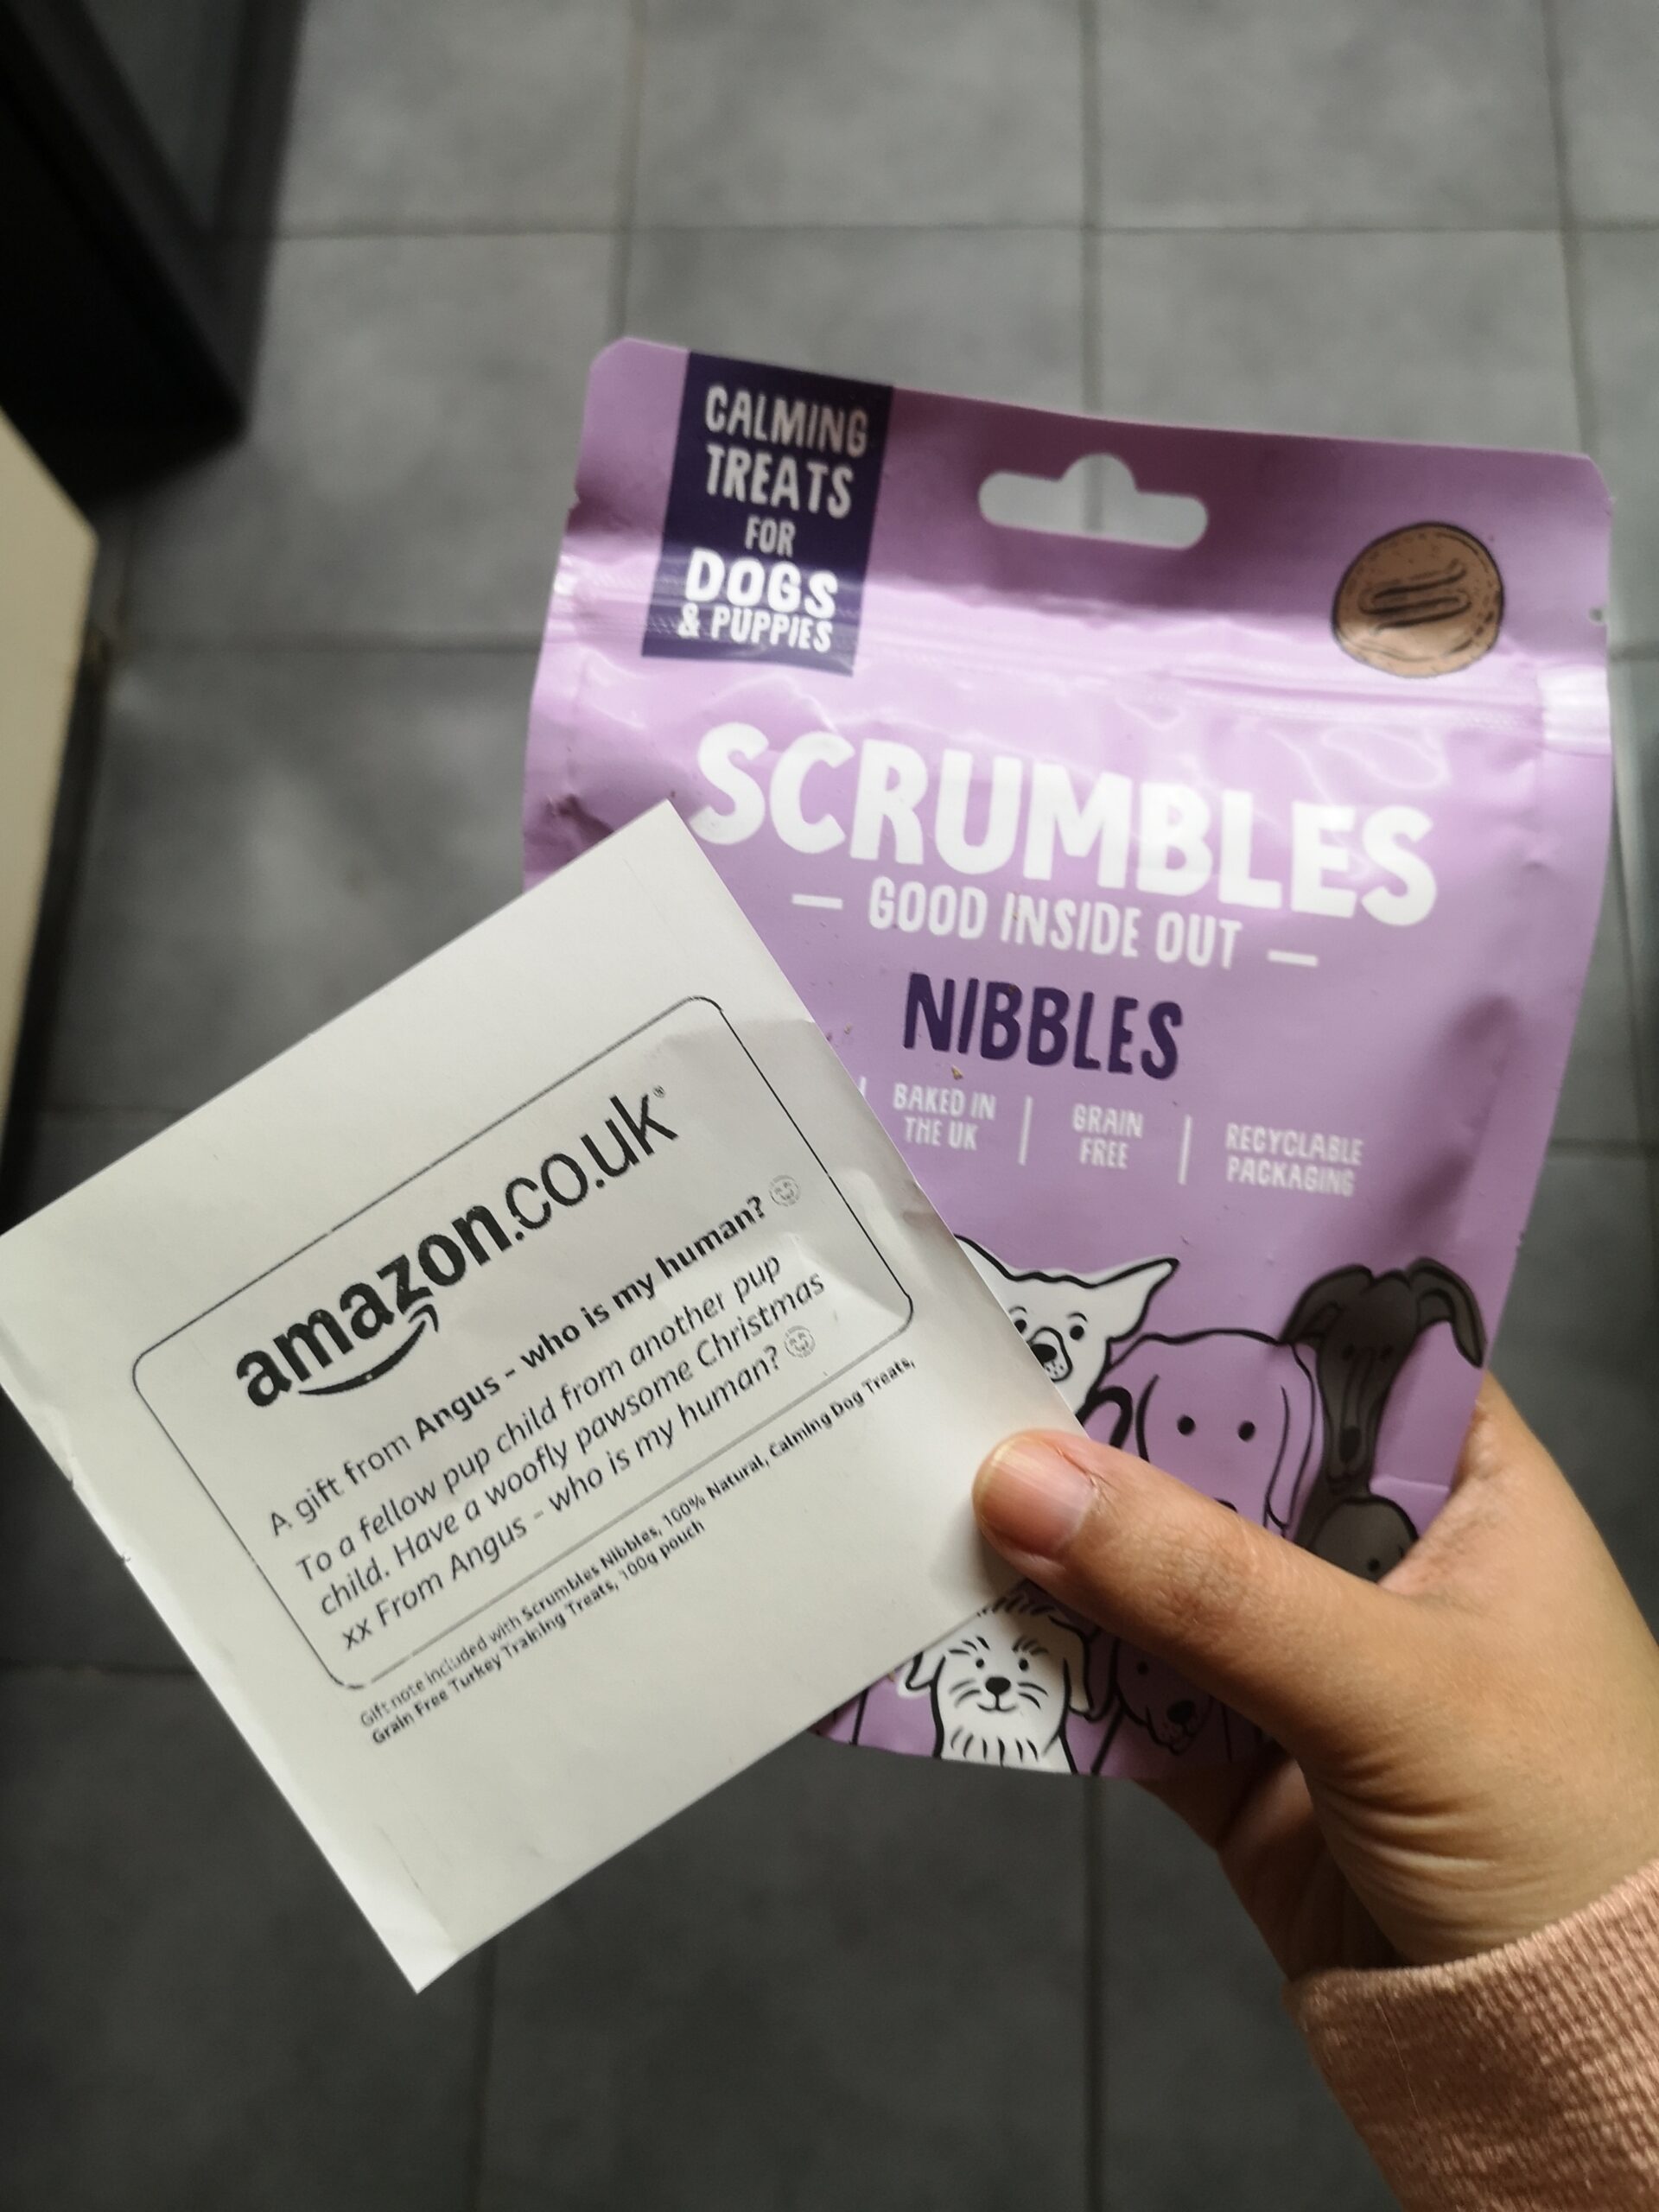 CALMING
TREATS
FOR
DOGS
& PUPPIES
SCRUMBLES
— GOOD INSIDE OUT —
NIBBLES
BAKED IN
THE UK
GRAIN
FREE
RECYCLABLE
PACKAGING
amazon.co.uk®
A gift from Angus - who is my human? 😊
To a fellow pup child from another pup
child. Have a woofly pawsome Christmas
xx From Angus - who is my human? 😊
Gift note included with Scrumbles Nibbles, 100% Natural, Calming Dog Treats,
Grain Free Turkey Training Treats, 100g pouch